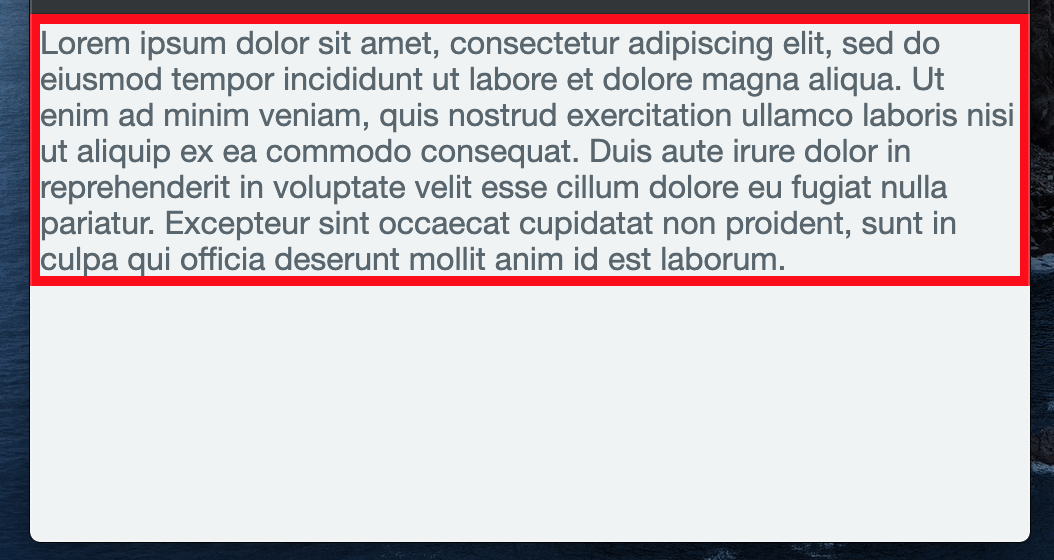 Lorem ipsum dolor sit amet, consectetur adipiscing elit, sed do
eiusmod tempor incididunt ut labore et dolore magna aliqua. Ut
enim ad minim veniam, quis nostrud exercitation ullamco laboris nisi
ut aliquip ex ea commodo consequat. Duis aute irure dolor in
reprehenderit in voluptate velit esse cillum dolore eu fugiat nulla
pariatur. Excepteur sint occaecat cupidatat non proident, sunt in
culpa qui officia deserunt mollit anim id est laborum.